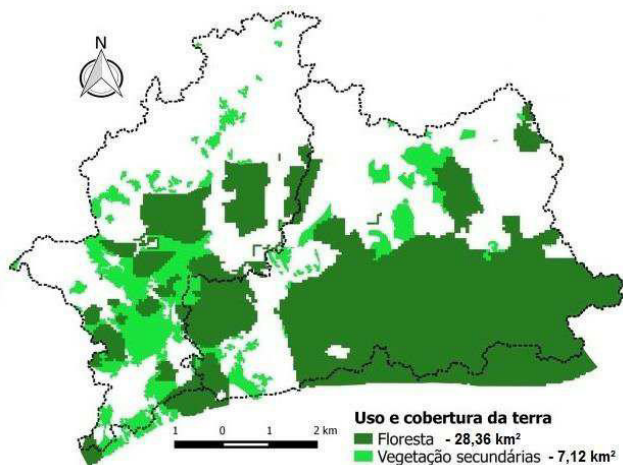 N
1 0 1 2 km
Uso e cobertura da terra
Floresta - 28,36 km²
Vegetação secundárias - 7,12 km²